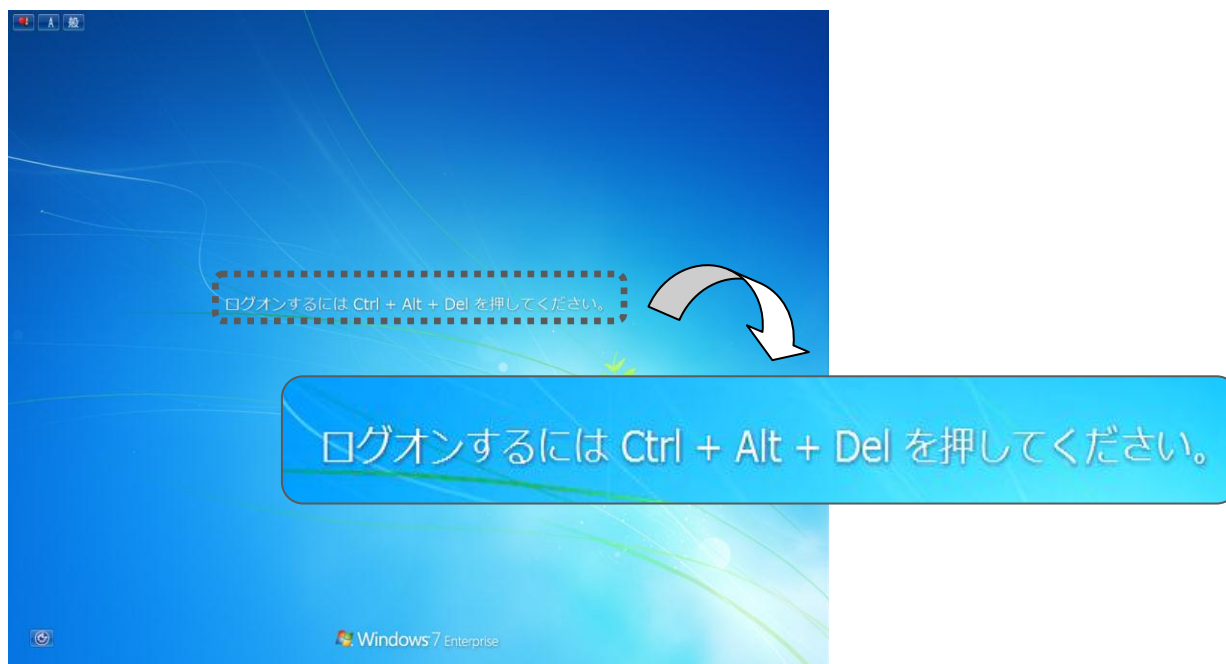 A 般
ログオンするには Ctrl + Alt + Del を押してください。
ログオンするには Ctrl + Alt + Del を押してください。
Windows 7 Enterprise